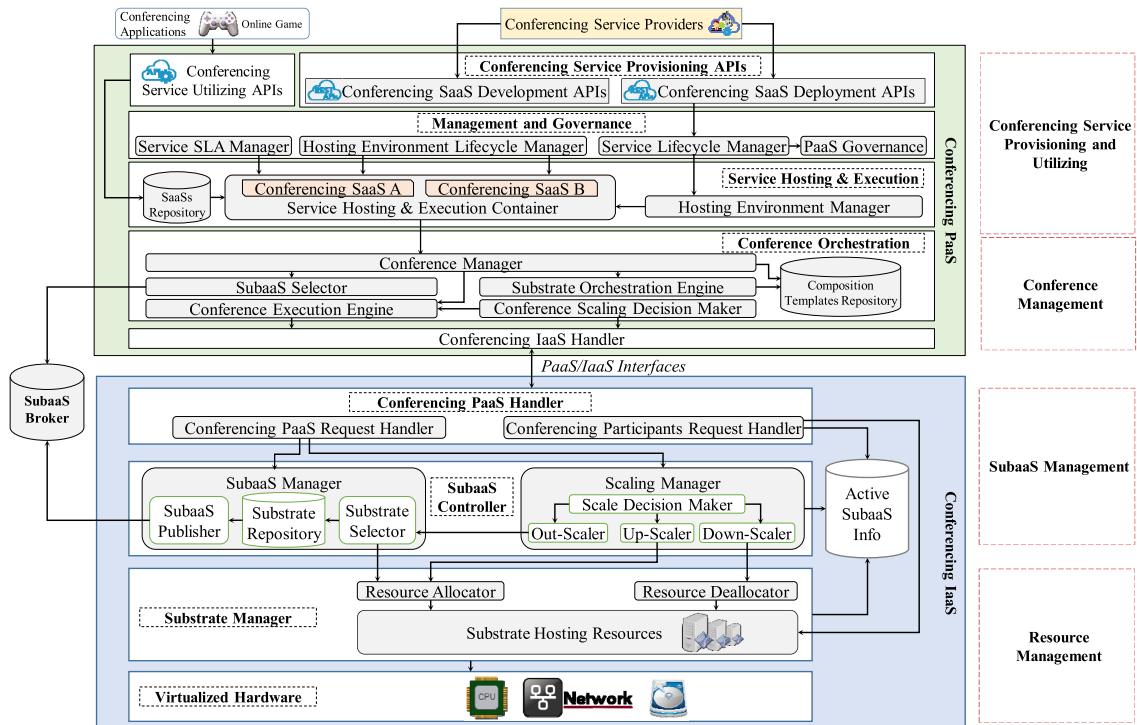 Conferencing
Applications
Online Game
Conferencing Service Providers
Conferencing
Service Utilizing APIs
Conferencing Service Provisioning APIs
REST APIs
Conferencing SaaS Development APIs
REST APIs
Conferencing SaaS Deployment APIs
Management and Governance
Service SLA Manager
Hosting Environment Lifecycle Manager
Service Lifecycle Manager
PaaS Governance
Conferencing Service
Provisioning and
Utilizing
Conferencing PaaS
Service Hosting & Execution
SaaSs
Repository
Conferencing SaaS A
Conferencing SaaS B
Service Hosting & Execution Container
Hosting Environment Manager
Conference Orchestration
Conference Manager
SubaaS Selector
Substrate Orchestration Engine
Conference Execution Engine
Conference Scaling Decision Maker
Composition
Templates Repository
Conference
Management
Conferencing IaaS Handler
PaaS/IaaS Interfaces
SubaaS
Broker
Conferencing PaaS Handler
Conferencing PaaS Request Handler
Conferencing Participants Request Handler
SubaaS Manager
SubaaS
Publisher
Substrate
Repository
Substrate
Selector
SubaaS
Controller
Scaling Manager
Scale Decision Maker
Out-Scaler
Up-Scaler
Down-Scaler
Active
SubaaS
Info
SubaaS Management
Conferencing IaaS
Resource Allocator
Resource Deallocator
Substrate Manager
Substrate Hosting Resources
Resource
Management
Virtualized Hardware
CPU
Network